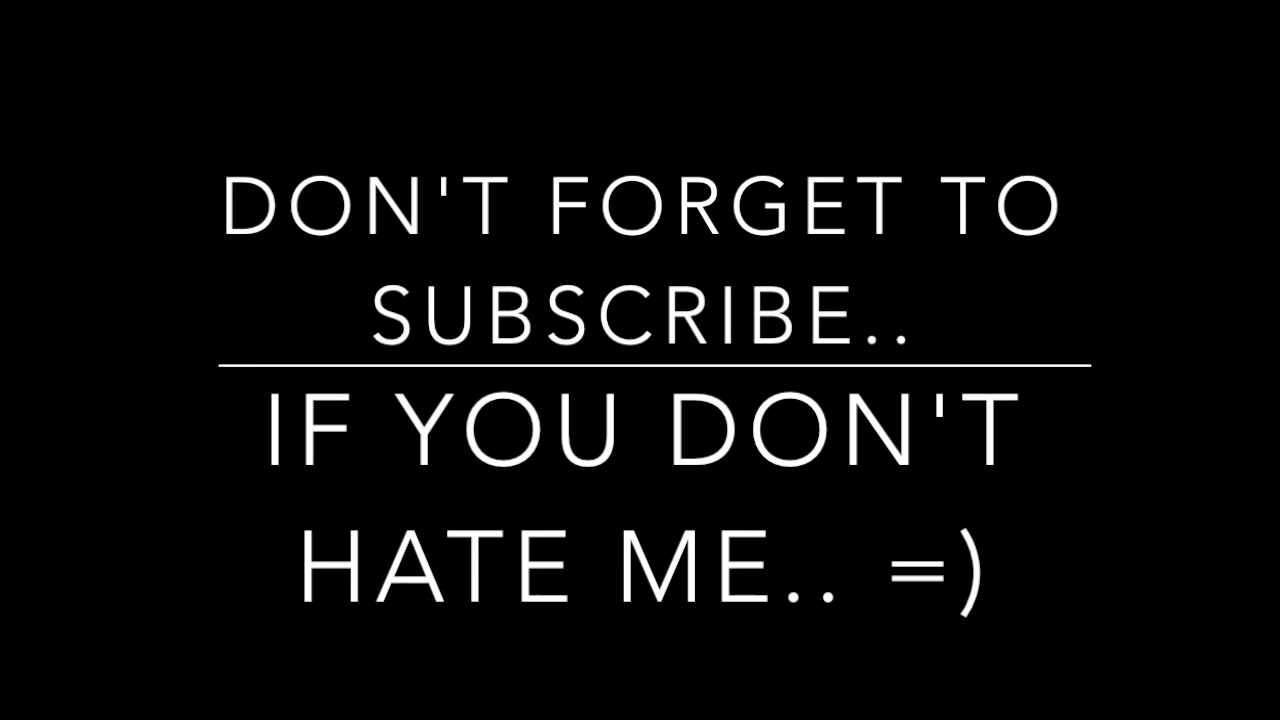 DON'T FORGET TO
SUBSCRIBE..
IF YOU DON'T
HATE ME.. =)